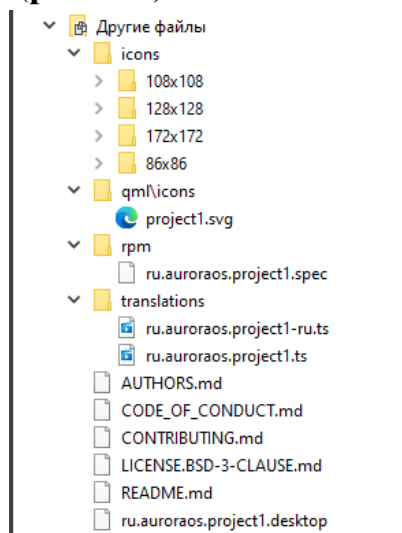 Другие файлы
icons
108x108
128x128
172x172
86x86
qml\icons
project1.svg
rpm
ru.auroraos.project1.spec
translations
ru.auroraos.project1-ru.ts
ru.auroraos.project1.ts
AUTHORS.md
CODE_OF_CONDUCT.md
CONTRIBUTING.md
LICENSE.BSD-3-CLAUSE.md
README.md
ru.auroraos.project1.desktop